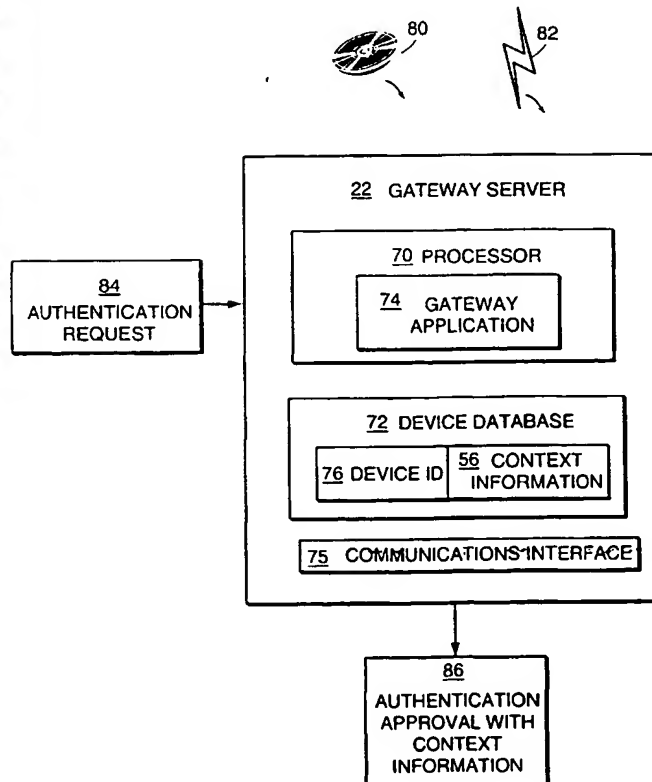 80
82
22 GATEWAY SERVER
70 PROCESSOR
74 GATEWAY
APPLICATION
84
AUTHENTICATION
REQUEST
72 DEVICE DATABASE
76 DEVICE ID
56 CONTEXT
INFORMATION
75 COMMUNICATIONS INTERFACE
86
AUTHENTICATION
APPROVAL WITH
CONTEXT
INFORMATION